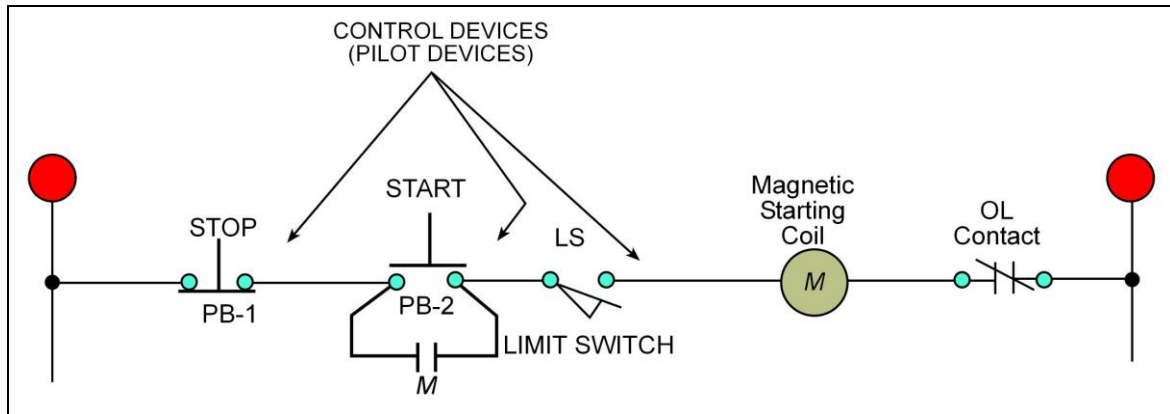 CONTROL DEVICES
(PILOT DEVICES)
START
STOP
LS
Magnetic
Starting
Coil
OL
Contact
PB-1
PB-2
M
LIMIT SWITCH
M